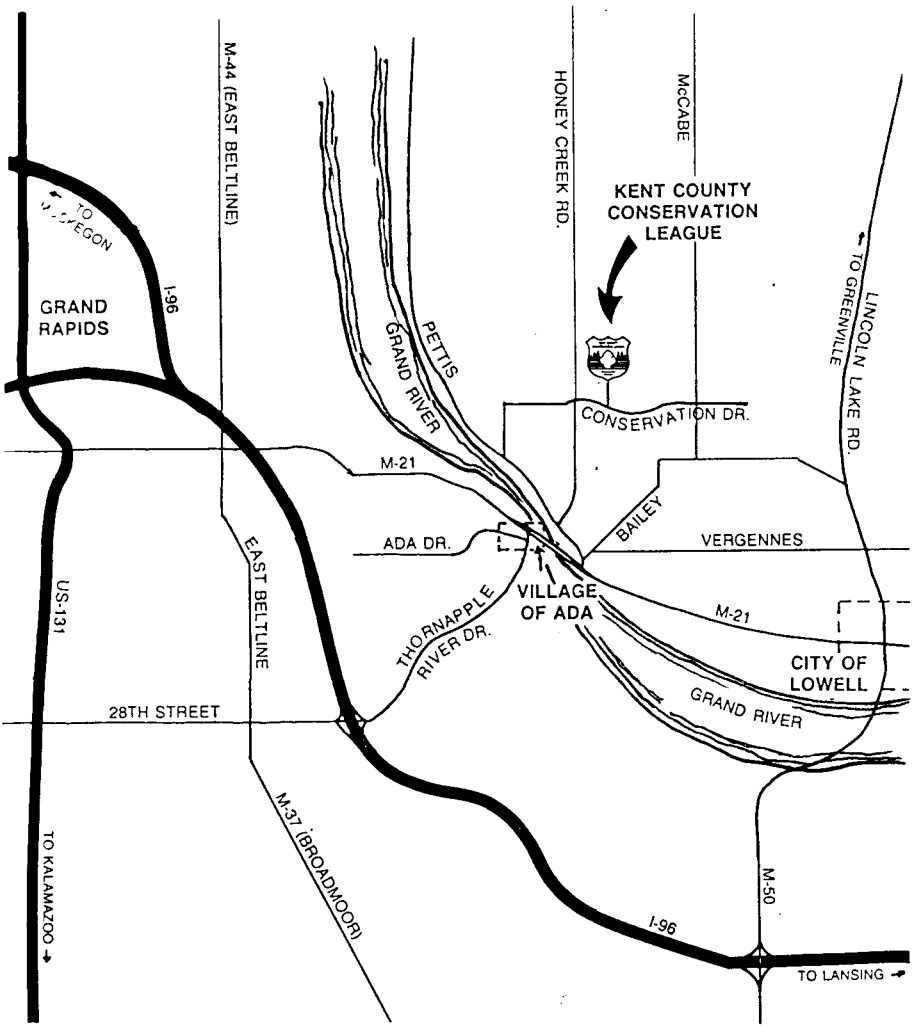 M-44 (EAST BELTLINE)
HONEY CREEK RD.
McCABE
KENT COUNTY
CONSERVATION
LEAGUE
TO
MUSKEGON
I-96
GRAND
RAPIDS
TO GREENVILLE
LINCOLN LAKE RD.
PETTIS
GRAND RIVER
CONSERVATION DR.
M-21
BAILEY
ADA DR.
VERGENNES
EAST BELTLINE
US-131
VILLAGE
OF ADA
THORNAPPLE
RIVER DR.
M-21
CITY OF
LOWELL
GRAND RIVER
28TH STREET
M-37 (BROADMOOR)
TO KALAMAZOO
M-50
I-96
TO LANSING